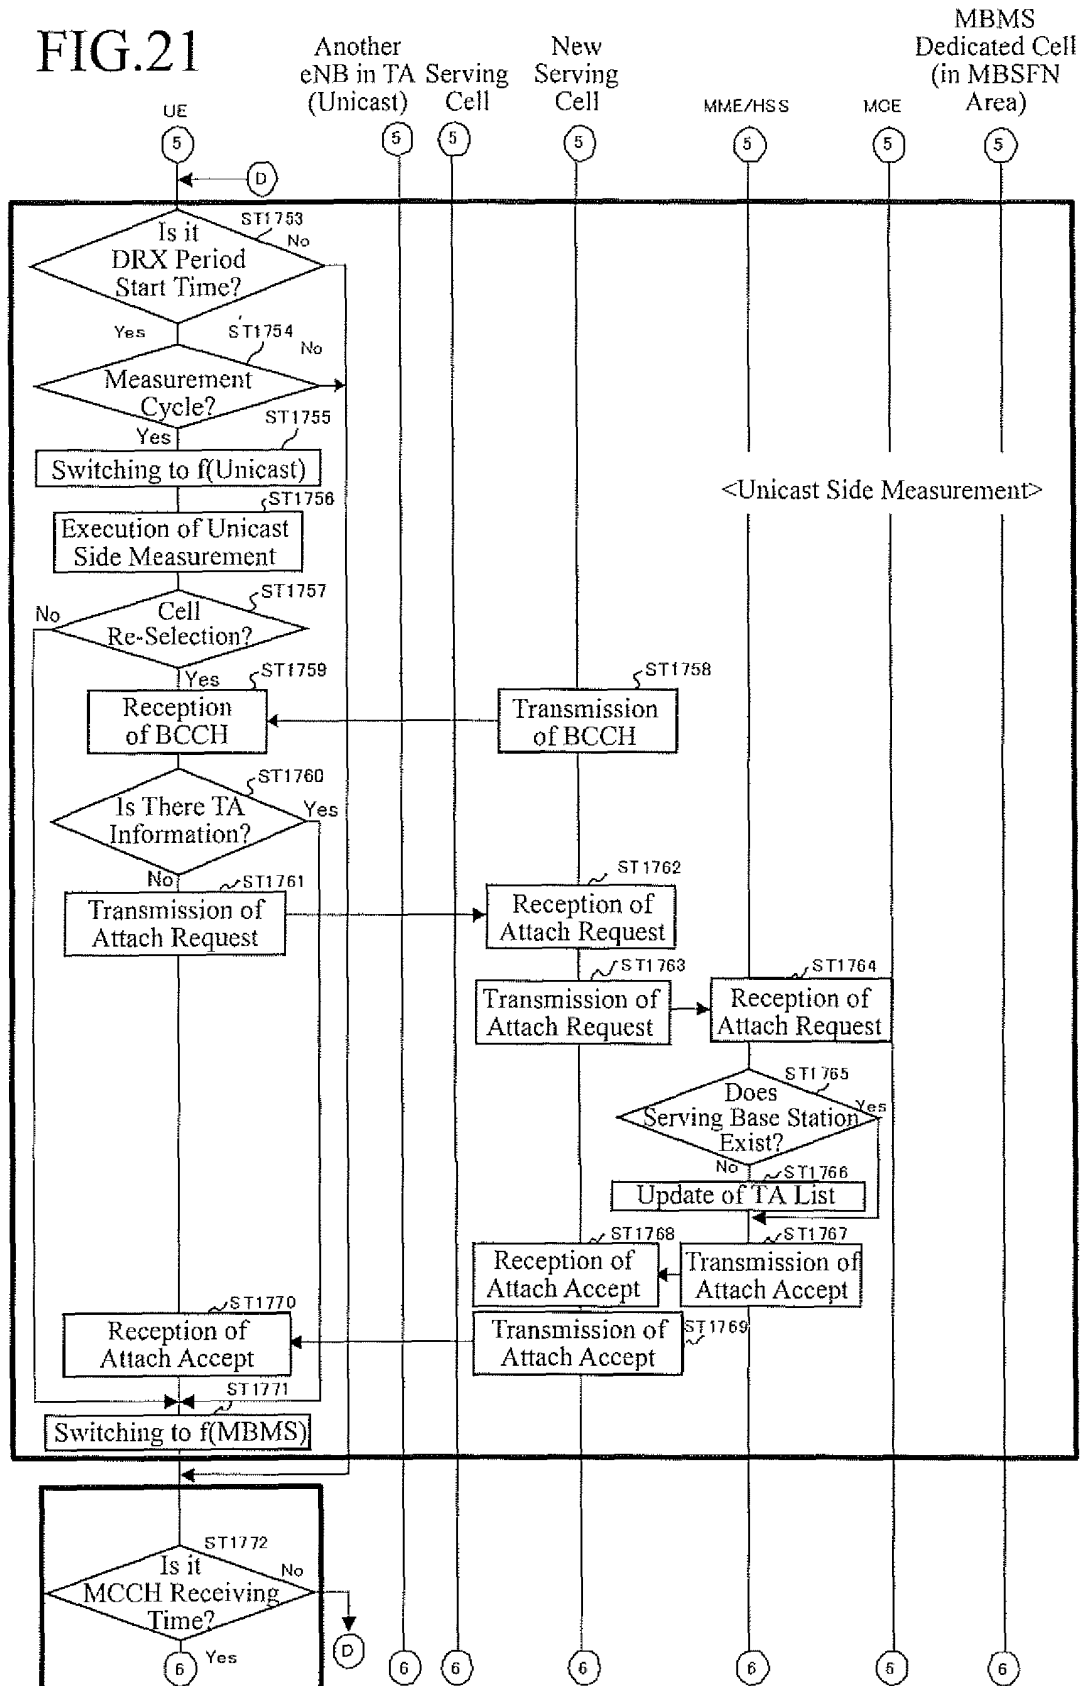 FIG.21
Another
eNB in TA
(Unicast)
Serving
Cell
New
Serving
Cell
MBMS
Dedicated Cell
(in MBSFN
Area)
UE
MME/HSS
MCE
5
5
5
5
5
5
5
D
ST1753
Is it
DRX Period
Start Time?
No
Yes
ST1754
No
Measurement
Cycle?
Yes
ST1755
Switching to f(Unicast)
<Unicast Side Measurement>
ST1756
Execution of Unicast
Side Measurement
ST1757
No
Cell
Re-Selection?
Yes
ST1759
Reception
of BCCH
ST1758
Transmission
of BCCH
ST1760
Is There TA
Information?
Yes
No
ST1761
Transmission of
Attach Request
ST1762
Reception of
Attach Request
ST1763
Transmission of
Attach Request
ST1764
Reception of
Attach Request
ST1765
Does
Serving Base Station
Exist?
Yes
No
ST1766
Update of TA List
ST1768
Reception of
Attach Accept
ST1767
Transmission of
Attach Accept
ST1770
Reception of
Attach Accept
Transmission of
Attach Accept
ST1769
ST1771
Switching to f(MBMS)
ST1772
Is it
MCCH Receiving
Time?
No
Yes
D
6
6
6
6
6
6
6